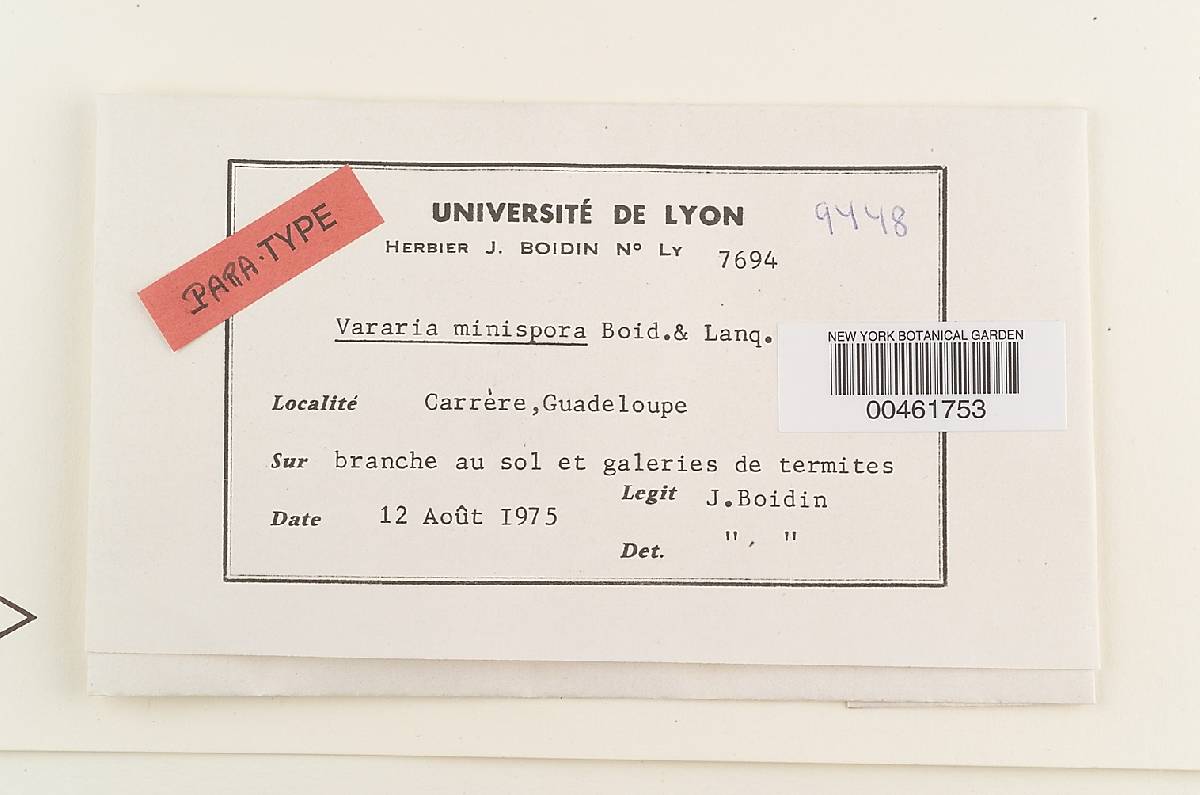 UNIVERSITÉ DE LYON
9448
HERBIER J. BOIDIN Nº LY 7694
PARA-TYPE
Vararia minispora Boid.& Lanq.
NEW YORK BOTANICAL GARDEN
00461753
Localité Carrère,Guadeloupe
Sur branche au sol et galeries de termites
Legit J.Boidin
Date 12 Août I975
Det. " , "